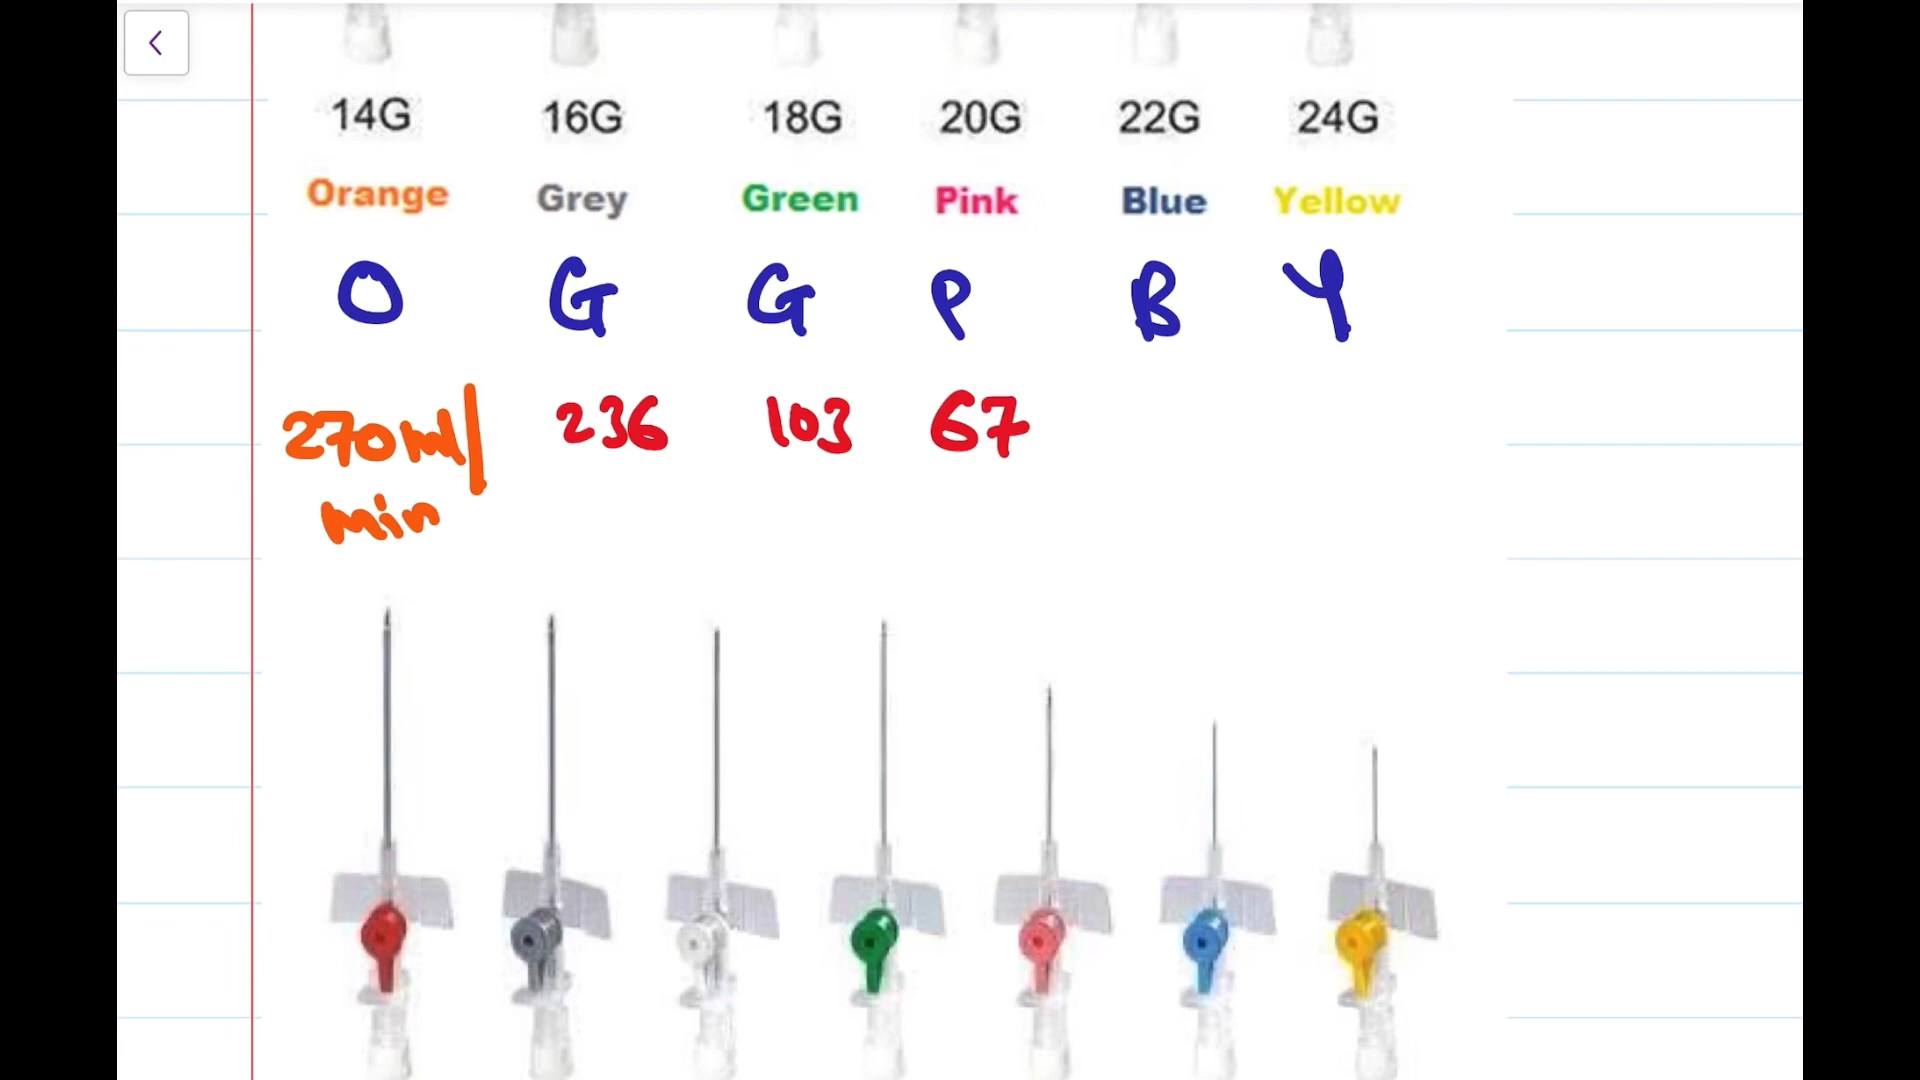 14G 16G 18G 20G 22G 24G
Orange Grey Green Pink Blue Yellow
O G G P B Y
270ml/ 236 103 67
min